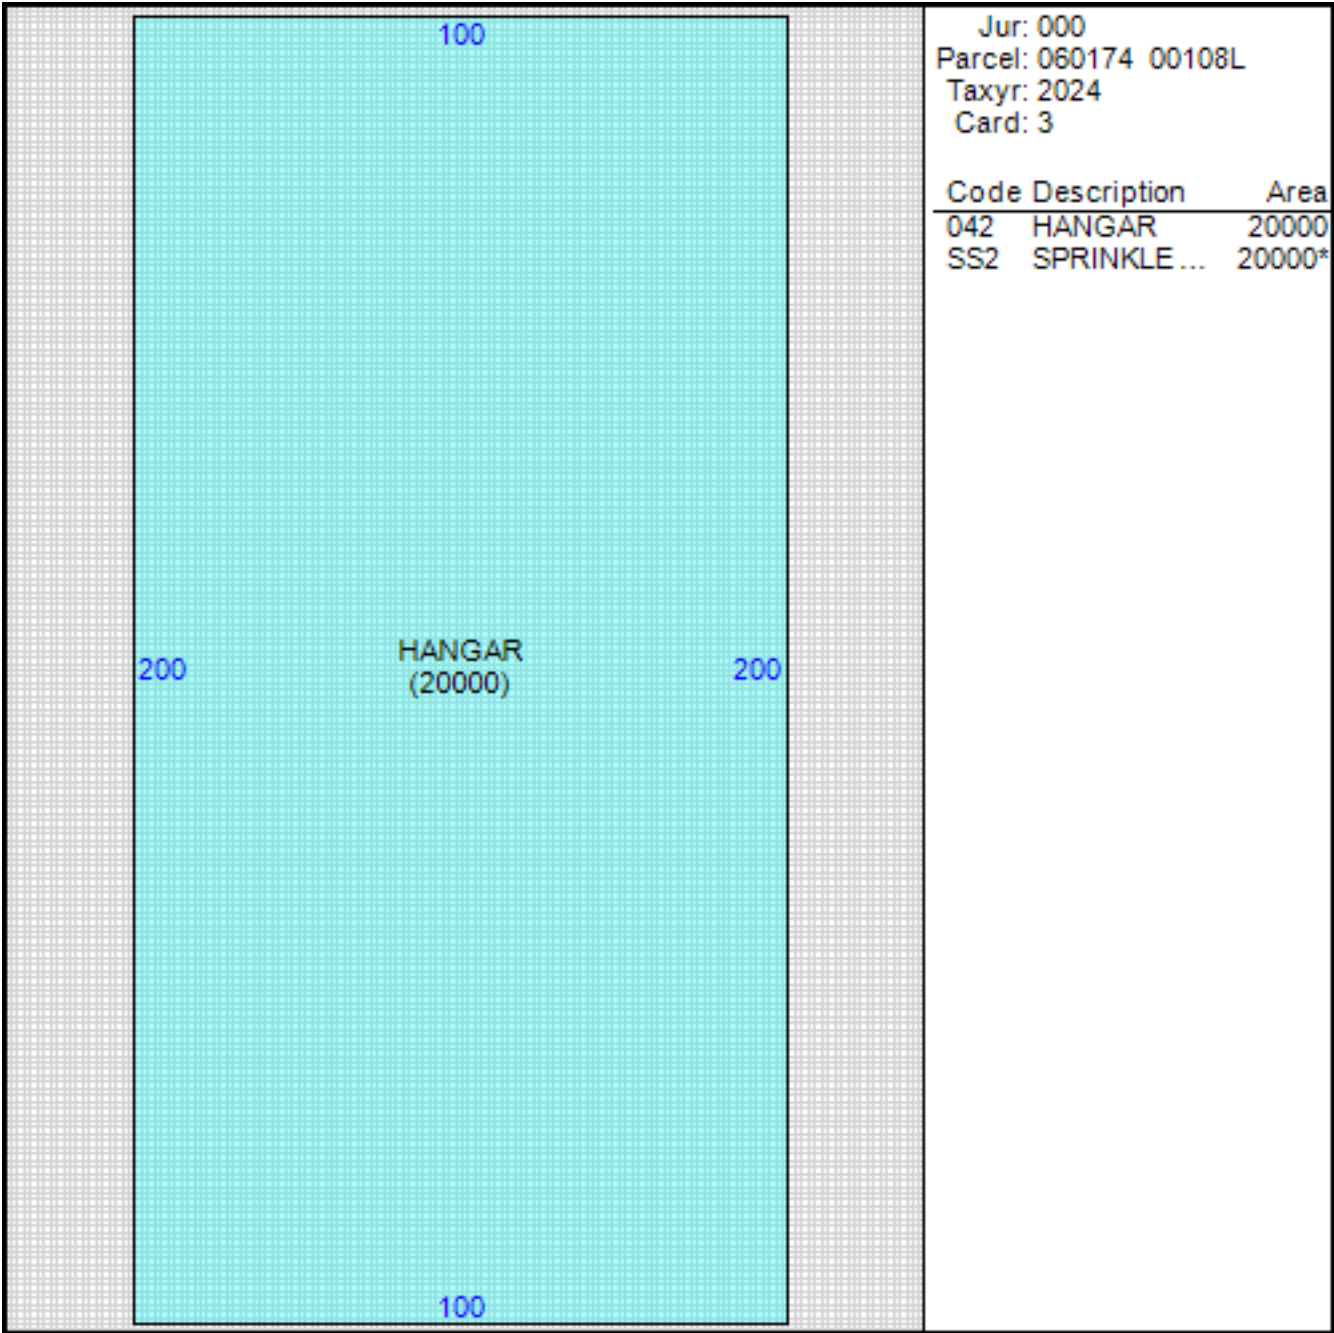 100
200
HANGAR
(20000)
200
100
Jur: 000
Parcel: 060174 00108L
Taxyr: 2024
Card: 3
Code Description Area
042 HANGAR 20000
SS2 SPRINKLE... 20000*